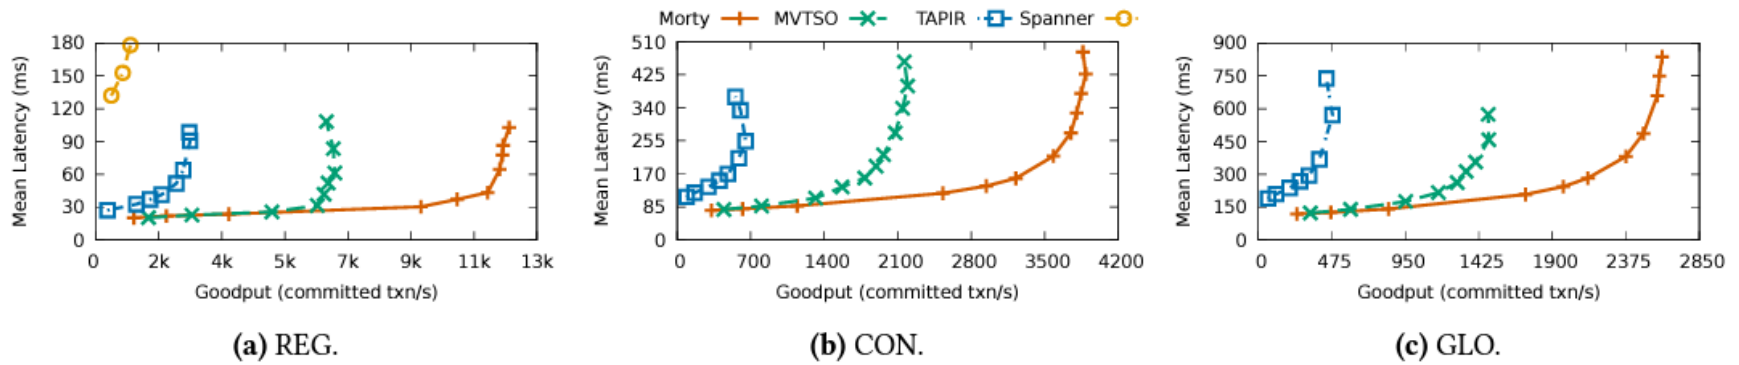 Morty MVTSO TAPIR Spanner
Mean Latency (ms)
180
150
120
90
60
30
0
0 2k 4k 5k 7k 9k 11k 13k
Goodput (committed txn/s)
(a) REG.
Mean Latency (ms)
510
425
340
255
170
85
0
0 700 1400 2100 2800 3500 4200
Goodput (committed txn/s)
(b) CON.
Mean Latency (ms)
900
750
600
450
300
150
0
0 475 950 1425 1900 2375 2850
Goodput (committed txn/s)
(c) GLO.